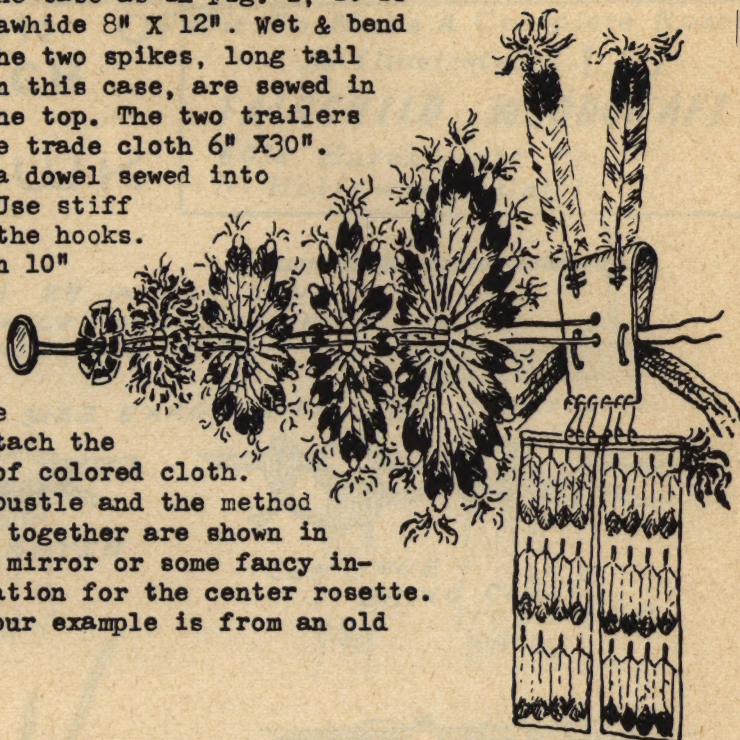 awhide 8" X 12". Wet & bend
he two spikes, long tail
n this case, are sewed in
he top. The two trailers
e trade cloth 6" X30".
a dowel sewed into
Use stiff
the hooks.
n 10"
e
tach the
of colored cloth.
bustle and the method
together are shown in
mirror or some fancy in-
ation for the center rosette.
our example is from an old